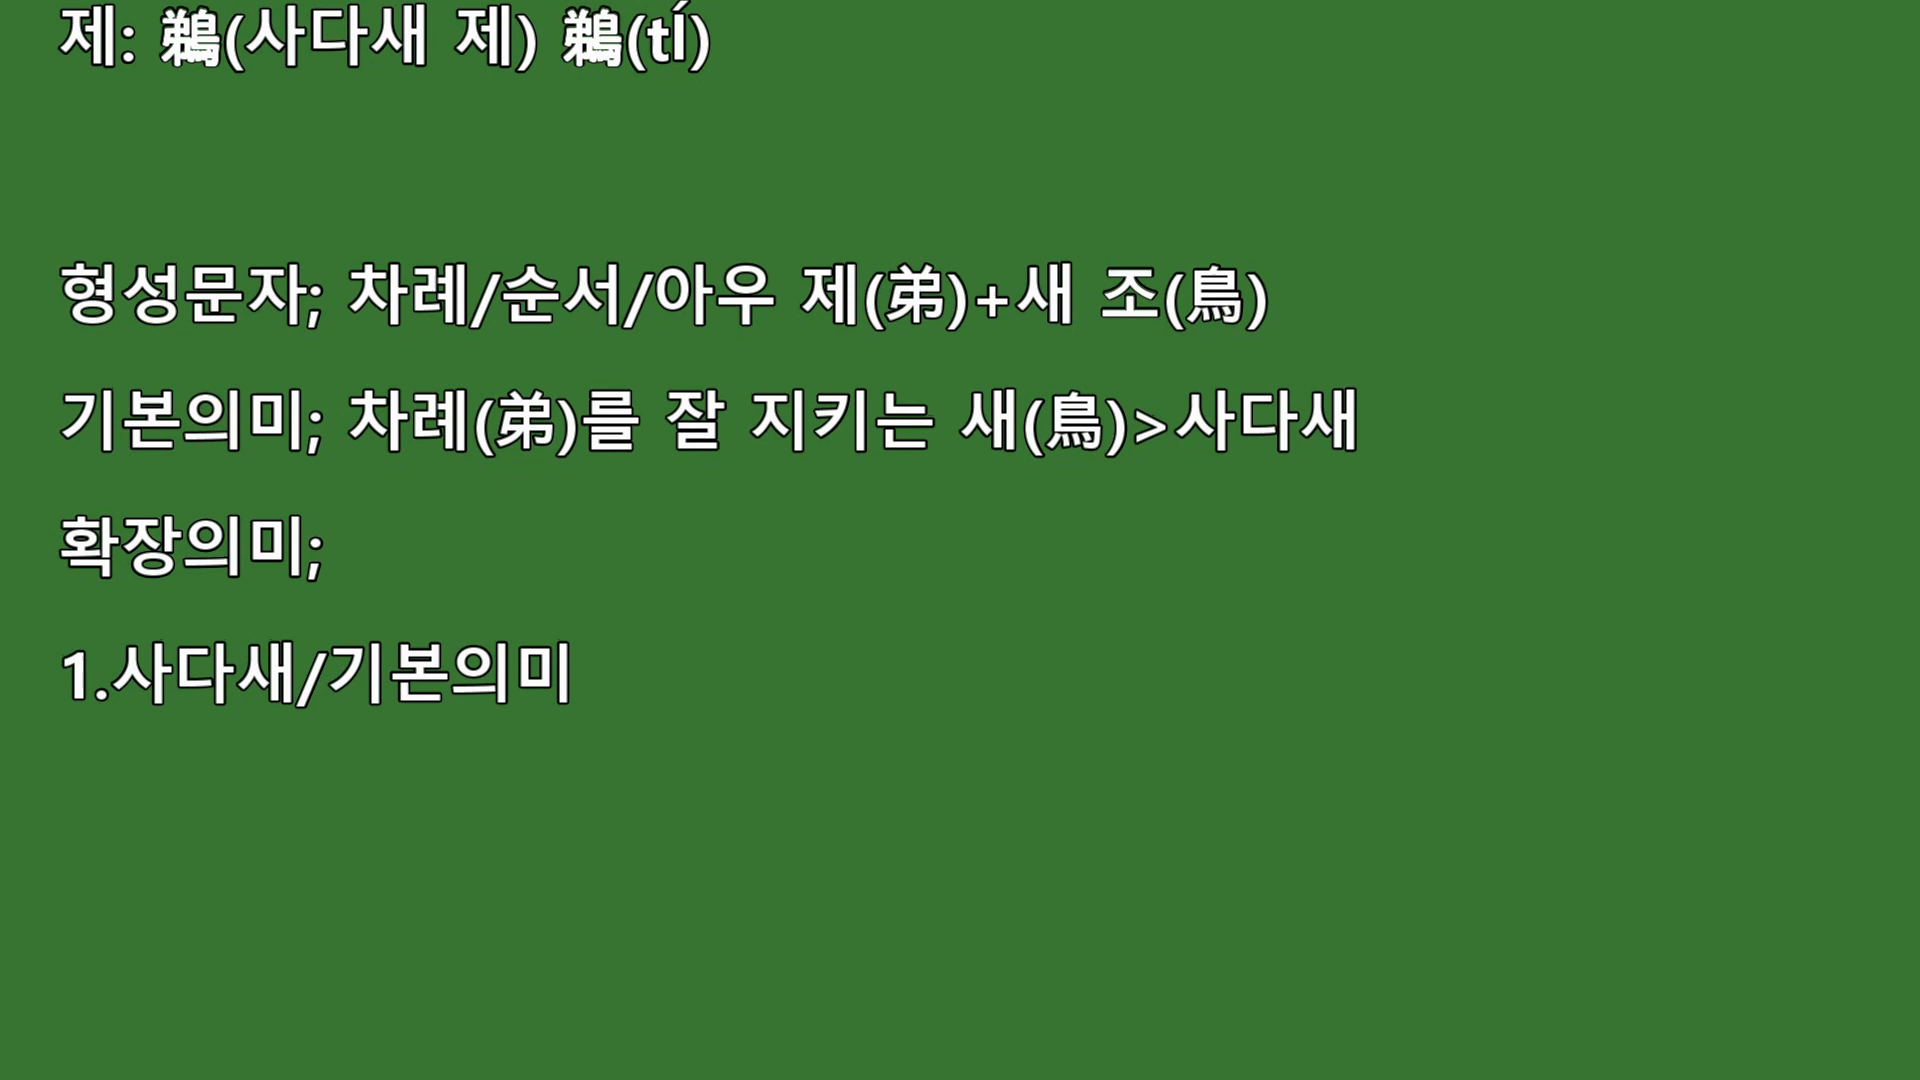 제: 鵜(사다새 제) 鵜(tí)
형성문자; 차례/순서/아우 제(弟)+새 조(鳥)
기본의미; 차례(弟)를 잘 지키는 새(鳥)>사다새
확장의미;
1.사다새/기본의미